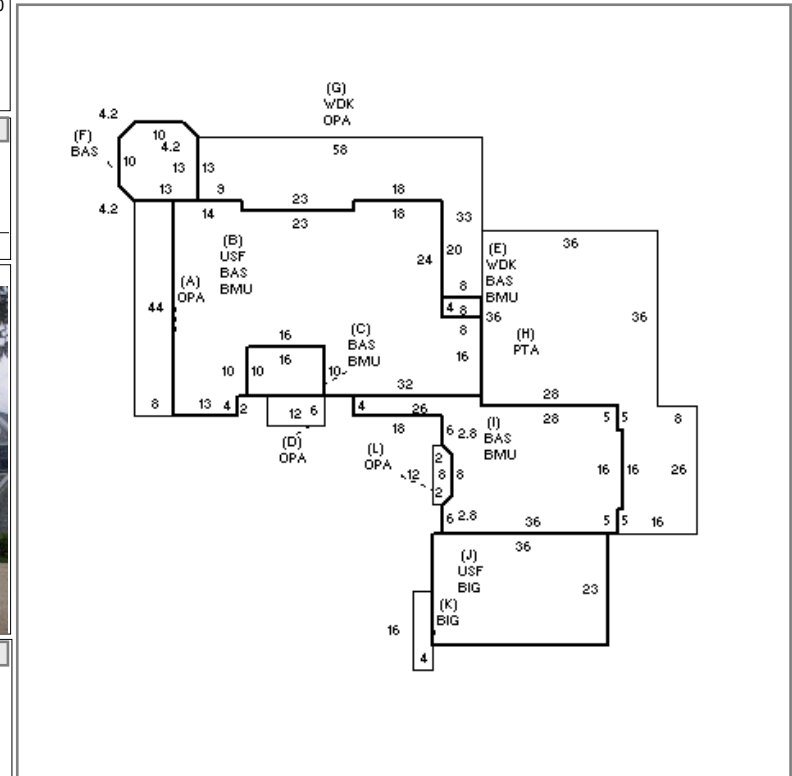 (G)
WDK
OPA
4.2
(F)
BAS
10
4.2
10
13
13
58
13
9
23
18
4.2
14
23
18
33
36
(B)
USF
BAS
BMU
24
20
(E)
WDK
BAS
BMU
(A)
OPA
8
44
4
8
36
36
16
(C)
BAS
BMU
8
(H)
PTA
16
10
10
10
16
32
28
8
13
4
2
12
6
4
26
28
5
5
8
18
6
2.8
(I)
BAS
BMU
(D)
OPA
(L)
OPA
2
12
8
8
16
16
26
2
6
2.8
36
5
5
16
36
(J)
USF
BIG
23
(K)
BIG
16
4